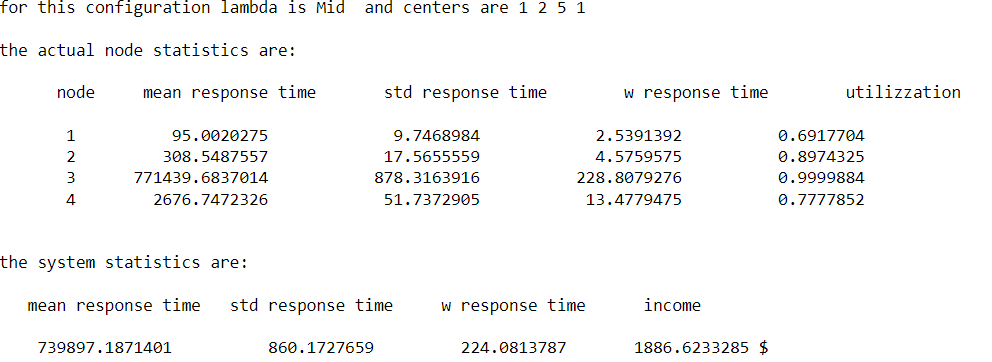 for this configuration lambda is Mid  and centers are 1 2 5 1
the actual node statistics are:
node mean response time std response time w response time utilizzation
1 95.0020275 9.7468984 2.5391392 0.6917704
2 308.5487557 17.5655559 4.5759575 0.8974325
3 771439.6837014 878.3163916 228.8079276 0.9999884
4 2676.7472326 51.7372905 13.4779475 0.7777852
the system statistics are:
mean response time std response time w response time income
739897.1871401 860.1727659 224.0813787 1886.6233285 $